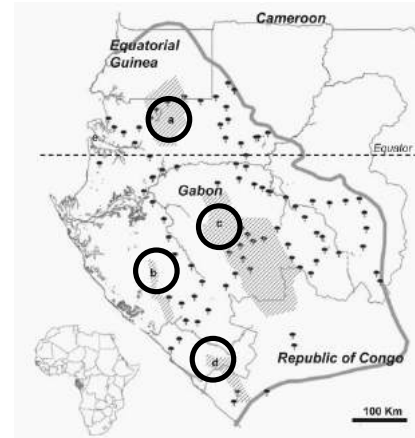 Cameroon
Equatorial
Guinea
a
e
Equator
Gabon
c
b
d
Republic of Congo
100 Km